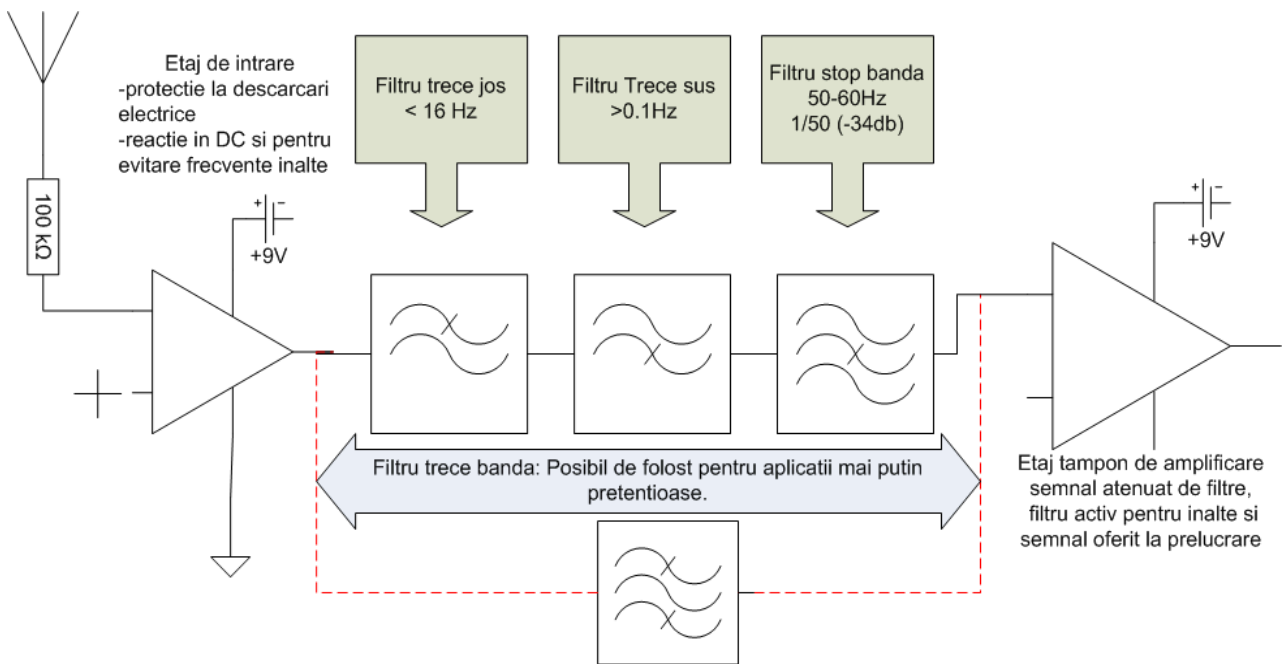 Etaj de intrare
-protectie la descarcari
electrice
-reactie in DC si pentru
evitare frecvente inalte
Filtru trece jos
< 16 Hz
Filtru Trece sus
>0.1Hz
Filtru stop banda
50-60Hz
1/50 (-34db)
100 kΩ
+ −
+9V
+ −
+9V
Filtru trece banda: Posibil de folost pentru aplicatii mai putin
pretentioase.
Etaj tampon de amplificare
semnal atenuat de filtre,
filtru activ pentru inalte si
semnal oferit la prelucrare